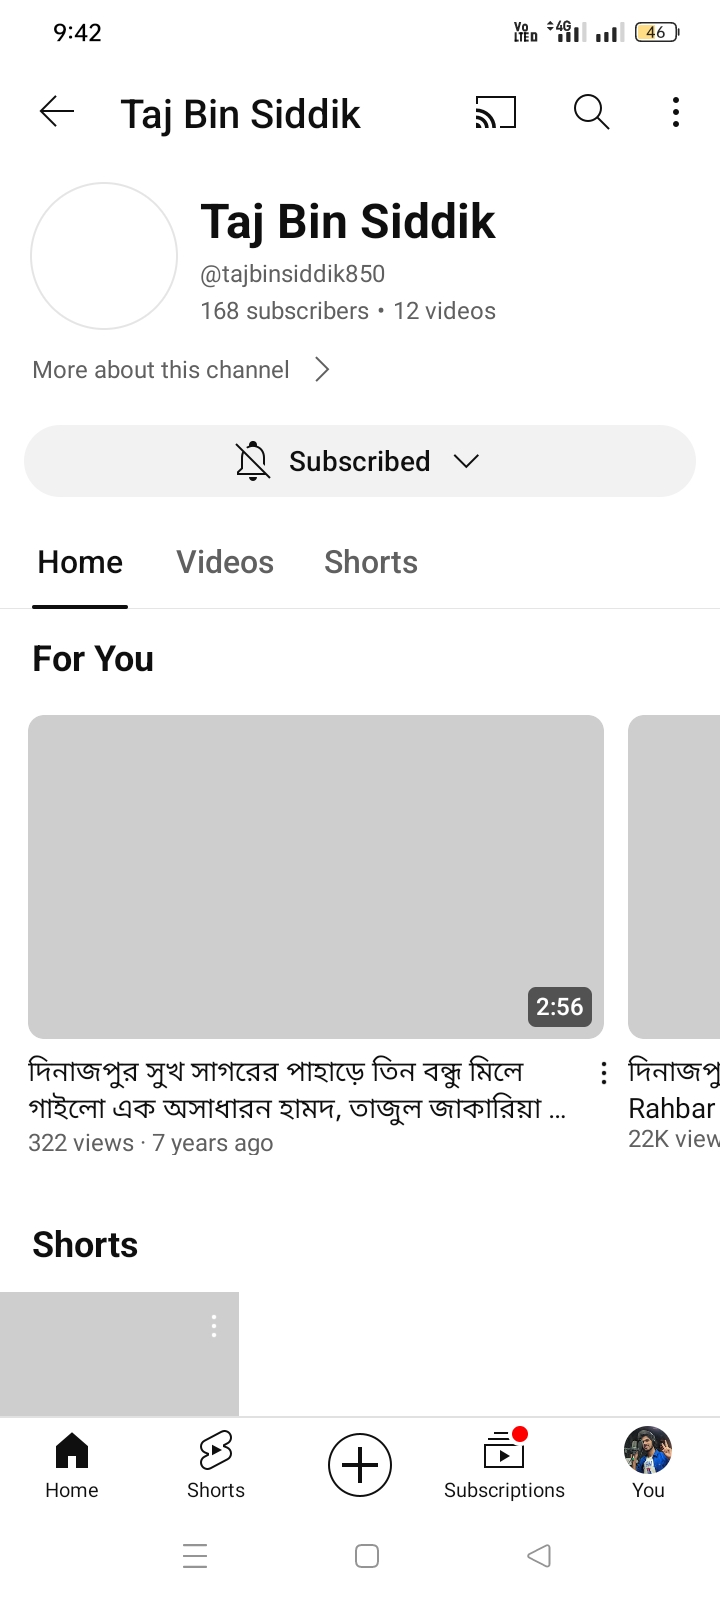 9:42
Vo
LTED
4G
46
Taj Bin Siddik
Taj Bin Siddik
@tajbinsiddik850
168 subscribers • 12 videos
More about this channel
Subscribed
Home Videos Shorts
For You
2:56
দিনাজপুর সুখ সাগরের পাহাড়ে তিন বন্ধু মিলে
গাইলো এক অসাধারন হামদ, তাজুল জাকারিয়া ...
322 views · 7 years ago
দিনাজপু
Rahbar
22K view
Shorts
Home Shorts Subscriptions You